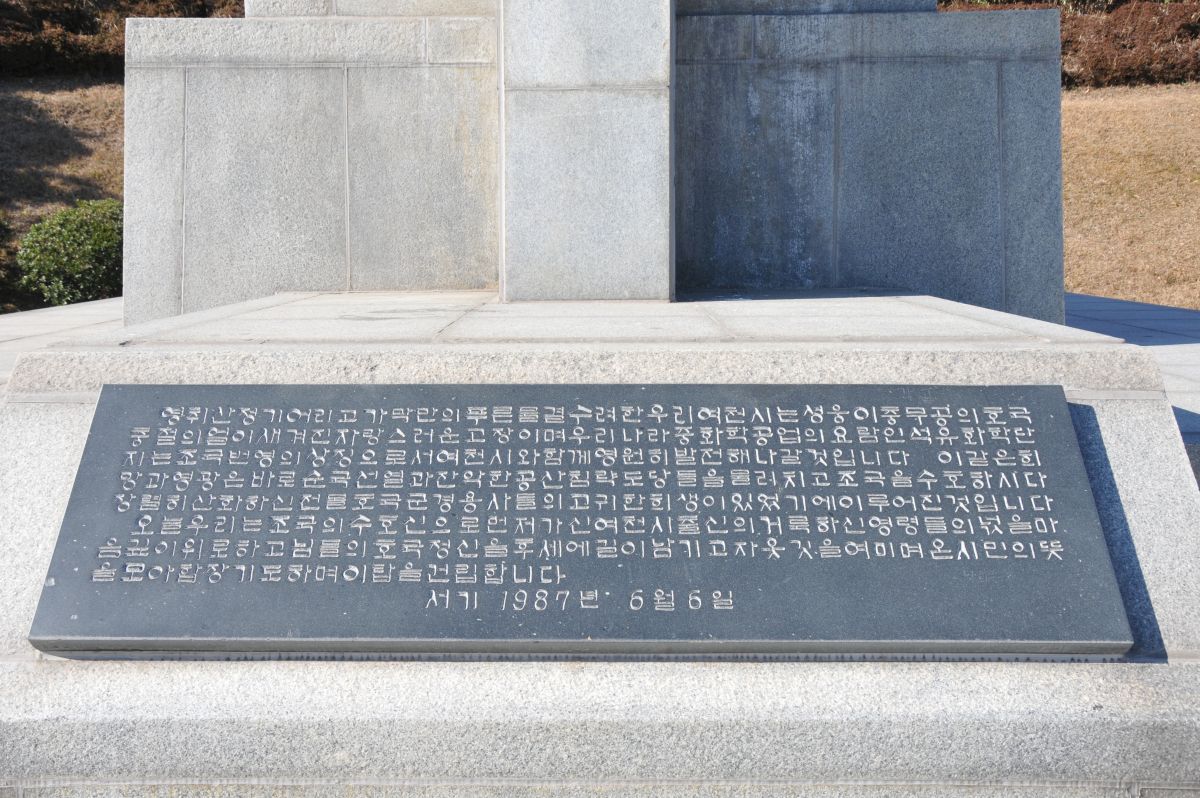 영취산정기어리고가막만의푸른물결수려한우리여천시는성웅이충무공의호국
충절의얼이새겨진자랑스러운고장이며우리나라중화학공업의요람인석유화학단
지는조국번영의상징으로서여천시와함께영원히발전해나갈것입니다 이같은희
망과영광은바로순국선열과잔악한공산침략도당들을물리치고조국을수호하시다
장렬히산화하신전몰호국군경용사들의고귀한희생이있었기에이루어진것입니다
오늘우리는조국의수호신으로먼저가신여천시출신의거룩하신영령들의넋을마
음깊이위로하고님들의호국정신을후세에길이남기고자옷깃을여미며온시민의뜻
을모아합장기도하며이탑을건립합니다
서기 1987년 6월 6일